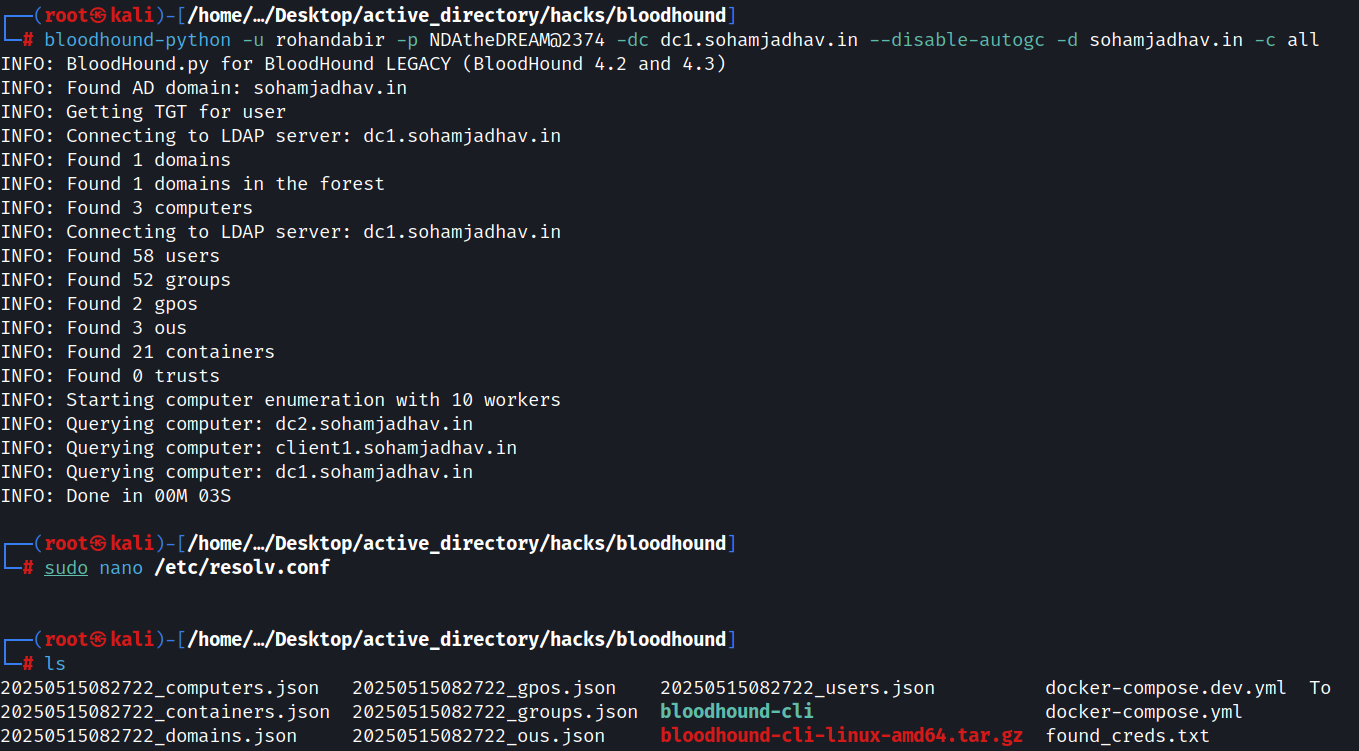 ┌──(root㉿kali)-[/home/…/Desktop/active_directory/hacks/bloodhound]
└─# bloodhound-python -u rohandabir -p NDAtheDREAM@2374 -dc dc1.sohamjadhav.in --disable-autogc -d sohamjadhav.in -c all
INFO: BloodHound.py for BloodHound LEGACY (BloodHound 4.2 and 4.3)
INFO: Found AD domain: sohamjadhav.in
INFO: Getting TGT for user
INFO: Connecting to LDAP server: dc1.sohamjadhav.in
INFO: Found 1 domains
INFO: Found 1 domains in the forest
INFO: Found 3 computers
INFO: Connecting to LDAP server: dc1.sohamjadhav.in
INFO: Found 58 users
INFO: Found 52 groups
INFO: Found 2 gpos
INFO: Found 3 ous
INFO: Found 21 containers
INFO: Found 0 trusts
INFO: Starting computer enumeration with 10 workers
INFO: Querying computer: dc2.sohamjadhav.in
INFO: Querying computer: client1.sohamjadhav.in
INFO: Querying computer: dc1.sohamjadhav.in
INFO: Done in 00M 03S
┌──(root㉿kali)-[/home/…/Desktop/active_directory/hacks/bloodhound]
└─# sudo nano /etc/resolv.conf
┌──(root㉿kali)-[/home/…/Desktop/active_directory/hacks/bloodhound]
└─# ls
20250515082722_computers.json 20250515082722_gpos.json 20250515082722_users.json docker-compose.dev.yml To
20250515082722_containers.json 20250515082722_groups.json bloodhound-cli docker-compose.yml
20250515082722_domains.json 20250515082722_ous.json bloodhound-cli-linux-amd64.tar.gz found_creds.txt